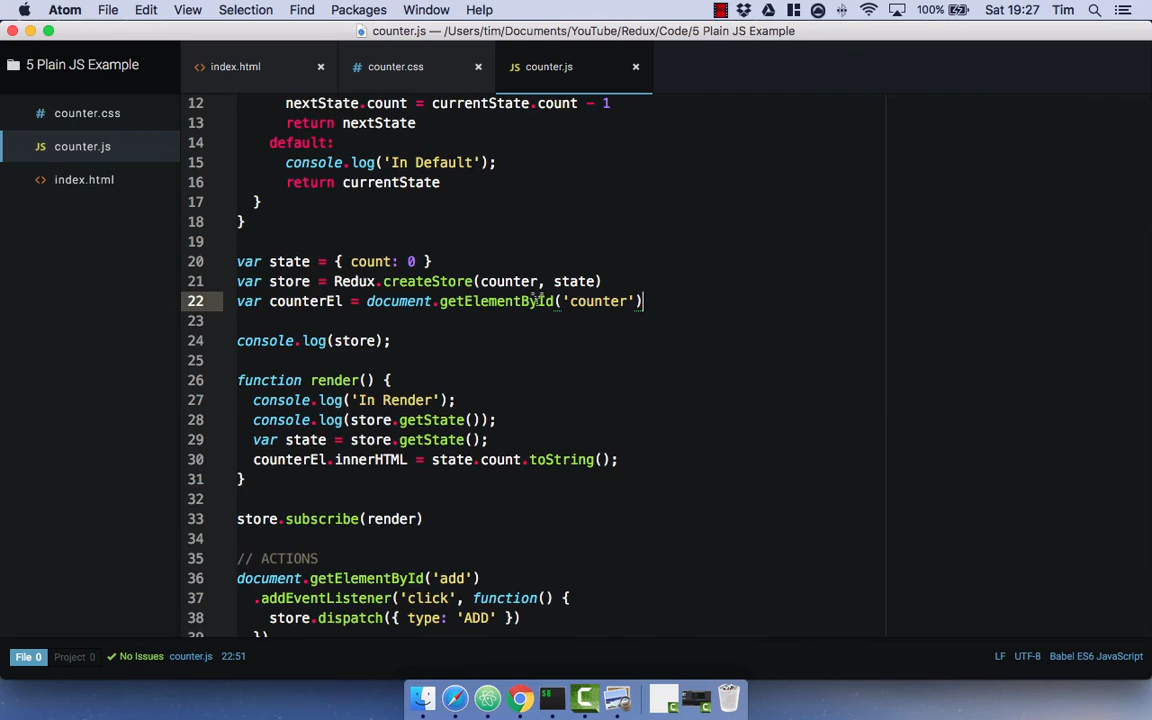 Atom File Edit View Selection Find Packages Window Help 100% Sat 19:27 Tim
counter.js — /Users/tim/Documents/YouTube/Redux/Code/5 Plain JS Example
5 Plain JS Example
index.html
# counter.css
JS counter.js
# counter.css
JS counter.js
<> index.html
12 nextState.count = currentState.count - 1
13 return nextState
14 default:
15 console.log('In Default');
16 return currentState
17 }
18 }
19
20 var state = { count: 0 }
21 var store = Redux.createStore(counter, state)
22 var counterEl = document.getElementById('counter')
23
24 console.log(store);
25
26 function render() {
27 console.log('In Render');
28 console.log(store.getState());
29 var state = store.getState();
30 counterEl.innerHTML = state.count.toString();
31 }
32
33 store.subscribe(render)
34
35 // ACTIONS
36 document.getElementById('add')
37 .addEventListener('click', function() {
38 store.dispatch({ type: 'ADD' })
39 })
File 0 Project 0 No Issues counter.js 22:51 LF UTF-8 Babel ES6 JavaScript